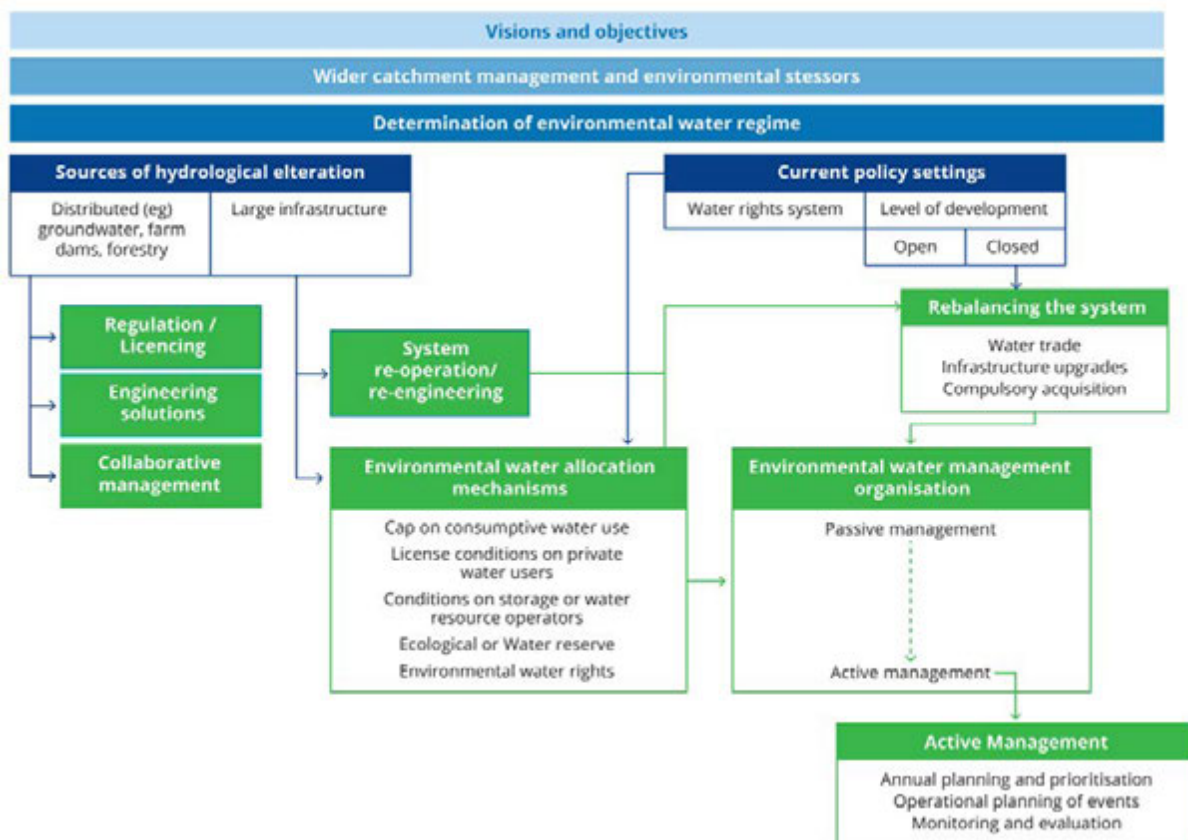 Visions and objectives
Wider catchment management and environmental stessors
Determination of environmental water regime
Sources of hydrological elteration
Distributed (eg)
groundwater, farm
dams, forestry
Large infrastructure
Current policy settings
Water rights system
Level of development
Open
Closed
Regulation /
Licencing
Engineering
solutions
Collaborative
management
System
re-operation/
re-engineering
Rebalancing the system
Water trade
Infrastructure upgrades
Compulsory acquisition
Environmental water allocation
mechanisms
Cap on consumptive water use
License conditions on private
water users
Conditions on storage or water
resource operators
Ecological or Water reserve
Environmental water rights
Environmental water management
organisation
Passive management
Active management
Active Management
Annual planning and prioritisation
Operational planning of events
Monitoring and evaluation